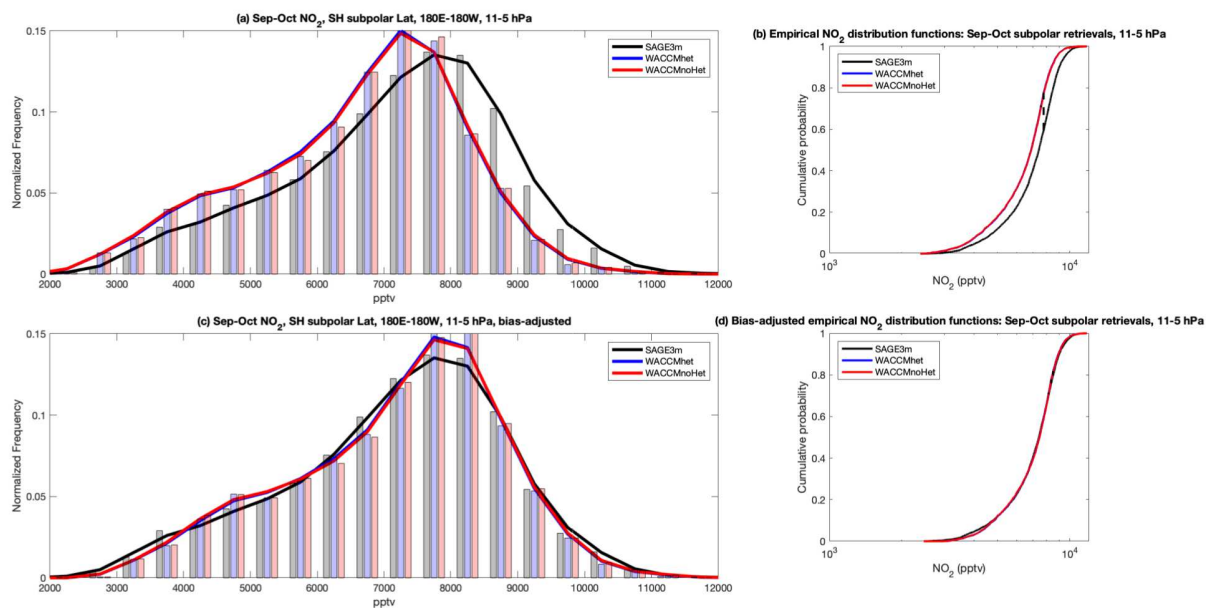 (a) Sep-Oct NO2, SH subpolar Lat, 180E-180W, 11-5 hPa
0.15
0.1
0.05
0
Normalized Frequency
SAGE3m
WACCMhet
WACCMnoHet
2000 3000 4000 5000 6000 7000 8000 9000 10000 11000 12000
pptv
(b) Empirical NO2 distribution functions: Sep-Oct subpolar retrievals, 11-5 hPa
1
0.8
0.6
0.4
0.2
0
Cumulative probability
SAGE3m
WACCMhet
WACCMnoHet
10^3 10^4
NO2 (pptv)
(c) Sep-Oct NO2, SH subpolar Lat, 180E-180W, 11-5 hPa, bias-adjusted
0.15
0.1
0.05
0
Normalized Frequency
SAGE3m
WACCMhet
WACCMnoHet
2000 3000 4000 5000 6000 7000 8000 9000 10000 11000 12000
pptv
(d) Bias-adjusted empirical NO2 distribution functions: Sep-Oct subpolar retrievals, 11-5 hPa
1
0.8
0.6
0.4
0.2
0
Cumulative probability
SAGE3m
WACCMhet
WACCMnoHet
10^3 10^4
NO2 (pptv)